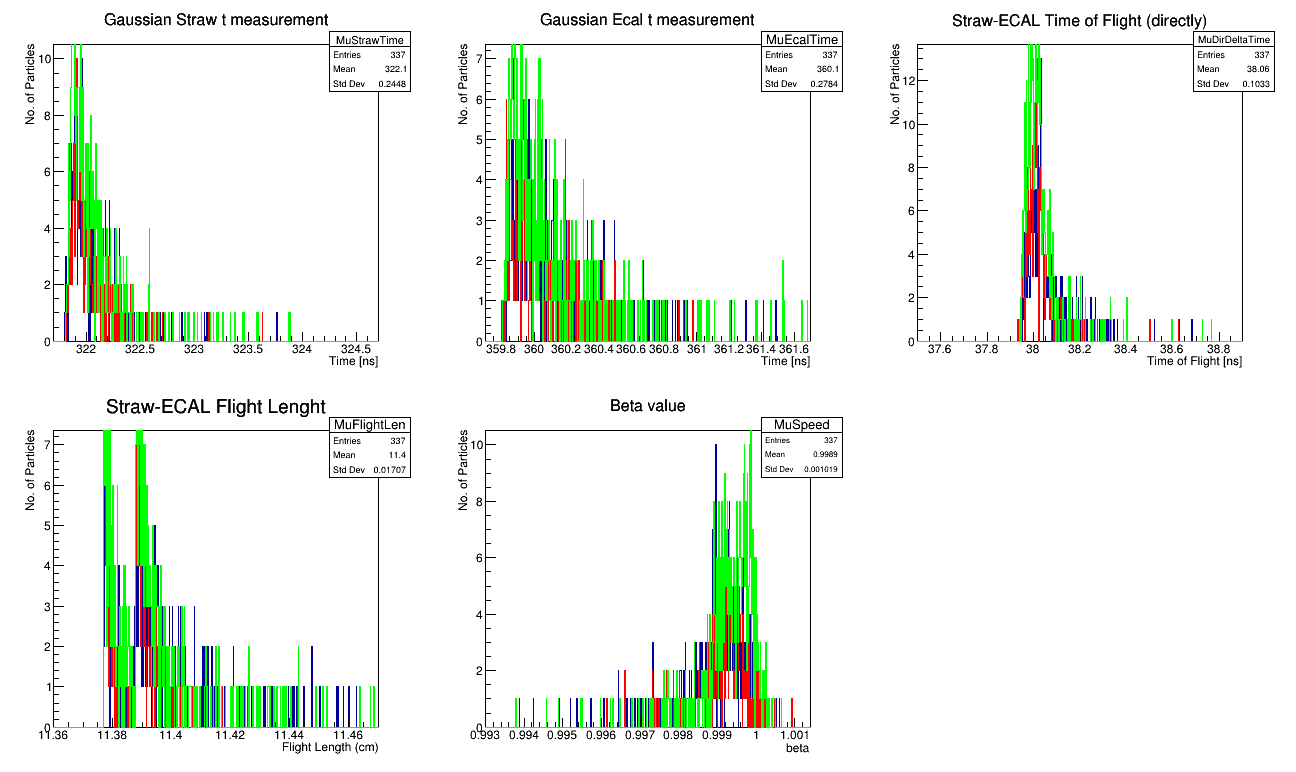 Gaussian Straw t measurement
No. of Particles
MuStrawTime
Entries 337
Mean 322.1
Std Dev 0.2448
10
8
6
4
2
0
322 322.5 323 323.5 324 324.5
Time [ns]
Gaussian Ecal t measurement
No. of Particles
MuEcalTime
Entries 337
Mean 360.1
Std Dev 0.2784
7
6
5
4
3
2
1
0
359.8 360 360.2 360.4 360.6 360.8 361 361.2 361.4 361.6
Time [ns]
Straw-ECAL Time of Flight (directly)
No. of Particles
MuDirDeltaTime
Entries 337
Mean 38.06
Std Dev 0.1033
12
10
8
6
4
2
0
37.6 37.8 38 38.2 38.4 38.6 38.8
Time of Flight [ns]
Straw-ECAL Flight Lenght
No. of Particles
MuFlightLen
Entries 337
Mean 11.4
Std Dev 0.01707
7
6
5
4
3
2
1
0
11.36 11.38 11.4 11.42 11.44 11.46
Flight Length (cm)
Beta value
No. of Particles
MuSpeed
Entries 337
Mean 0.9989
Std Dev 0.001019
10
8
6
4
2
0
0.993 0.994 0.995 0.996 0.997 0.998 0.999 1 1.001
beta